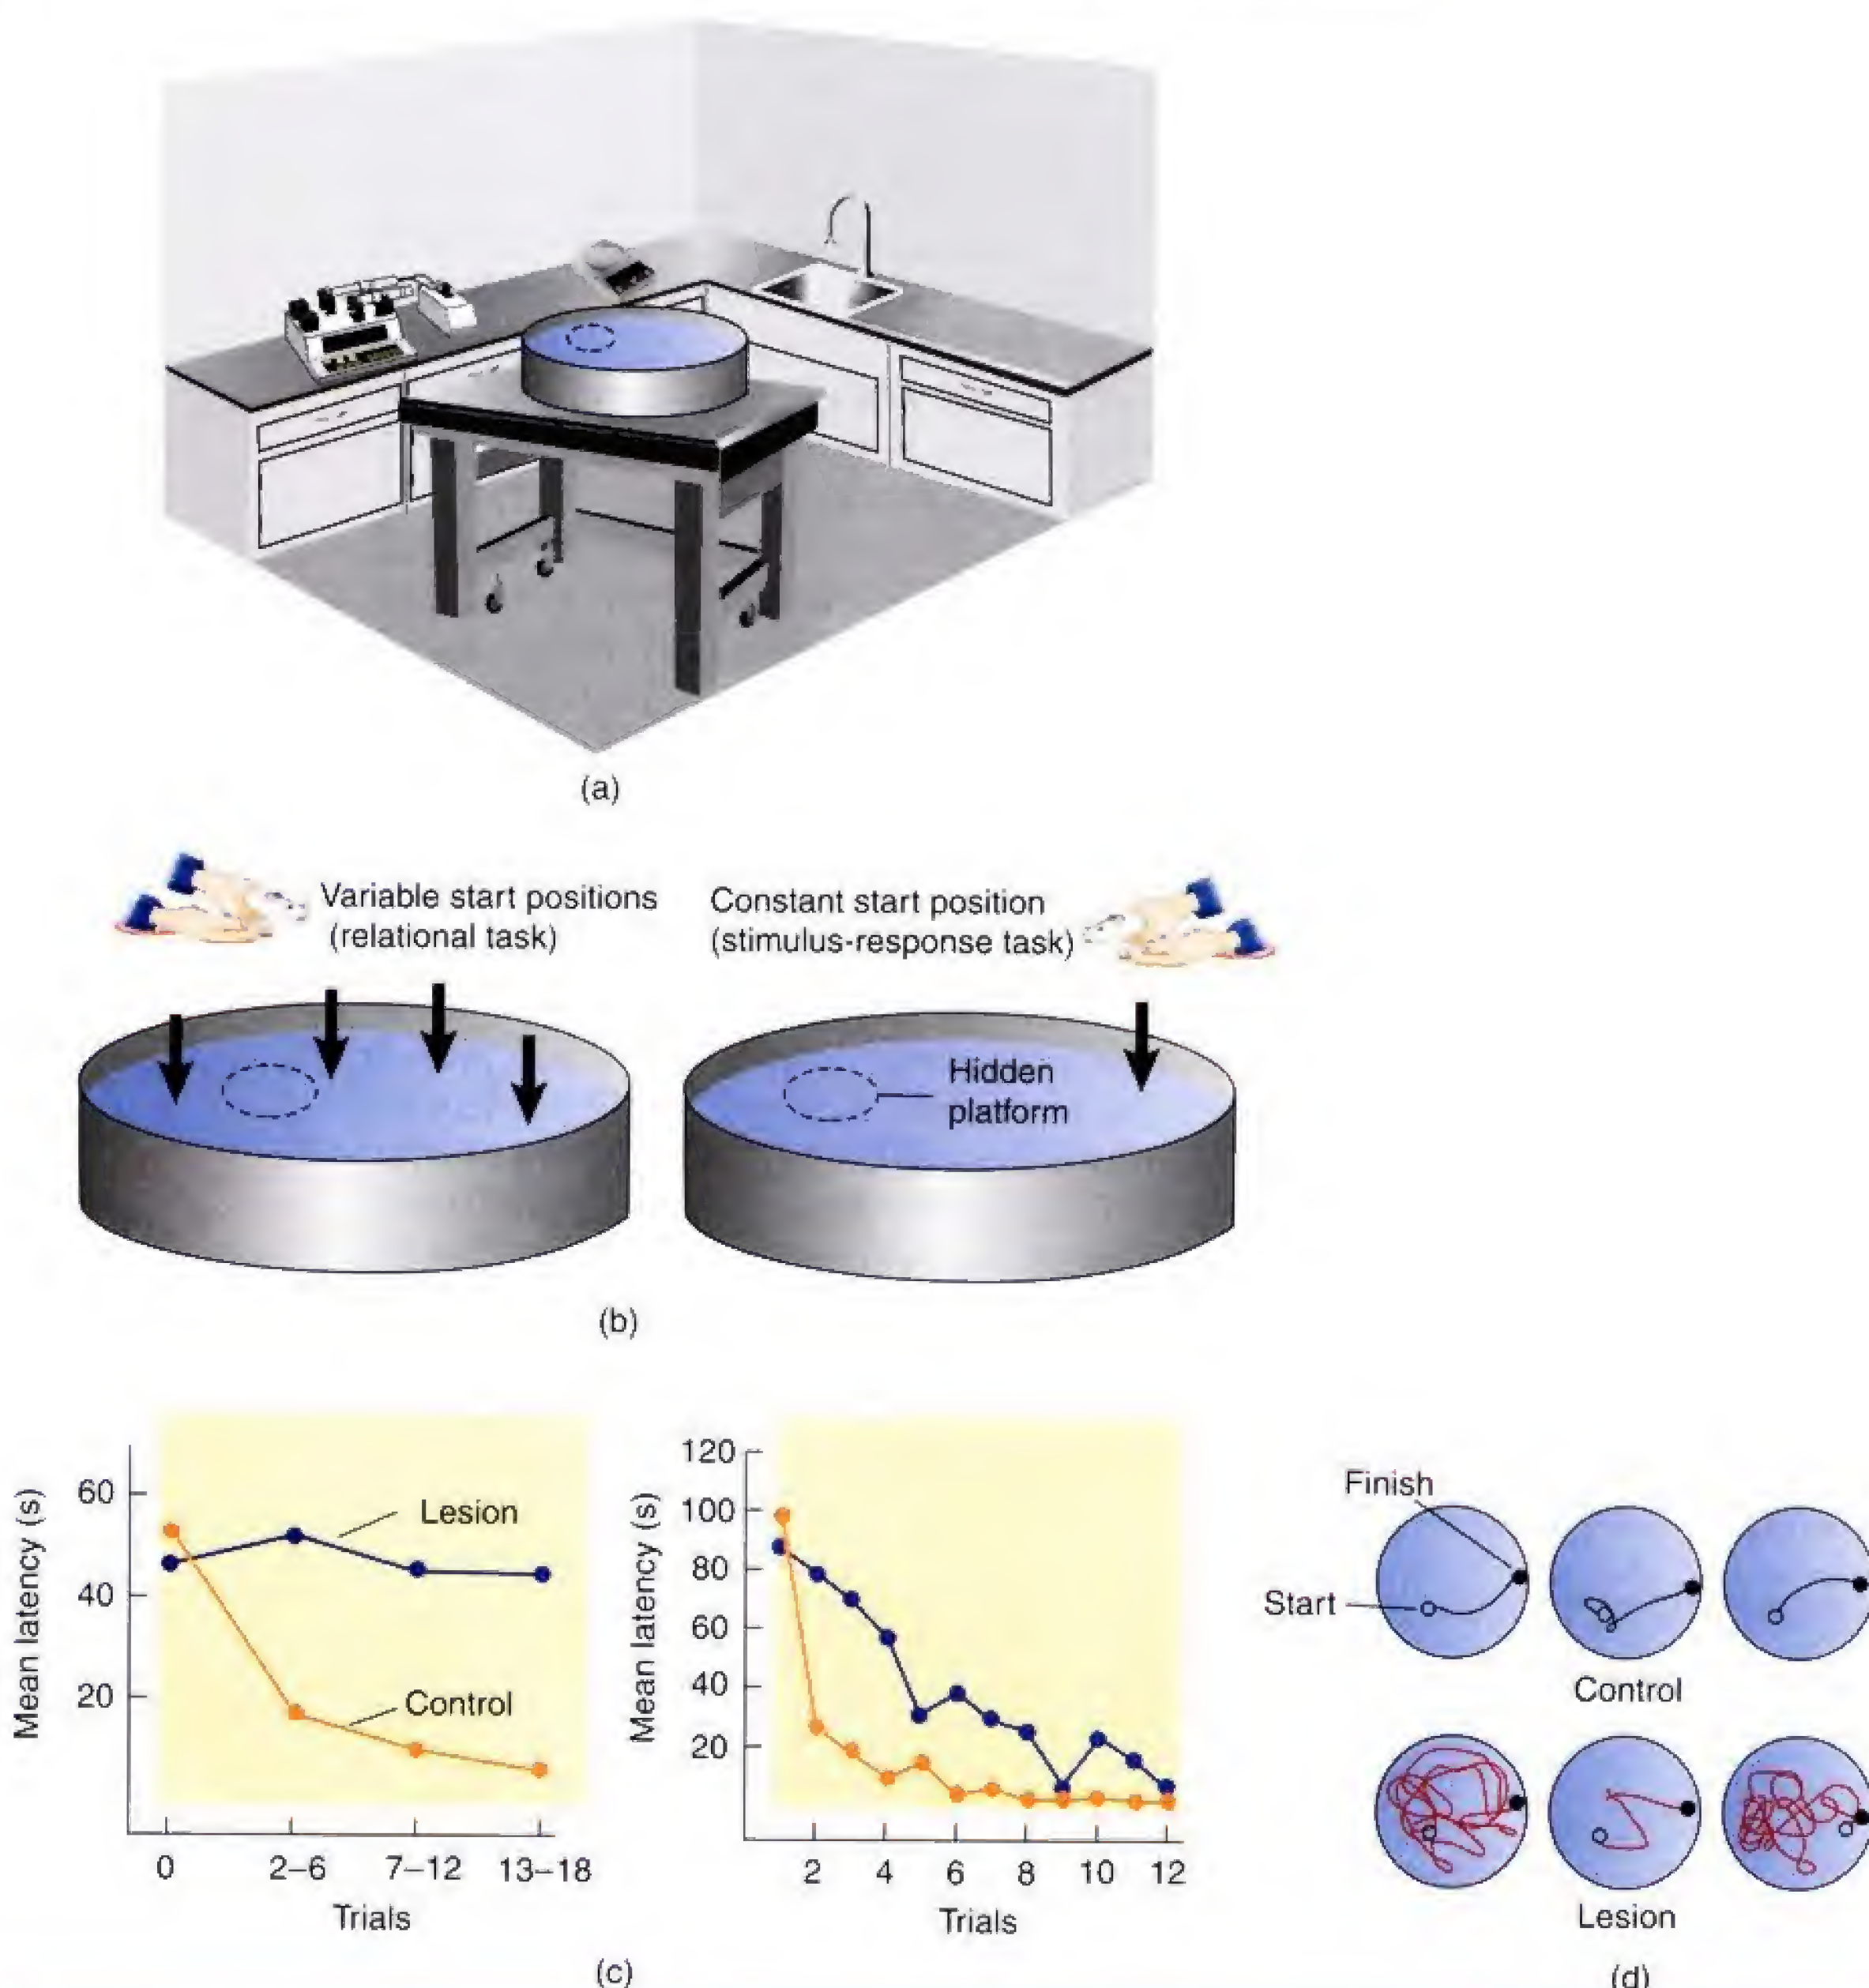 (a)
Variable start positions
(relational task)
Constant start position
(stimulus-response task)
Hidden
platform
(b)
Mean latency (s)
60
40
20
Lesion
Control
0
2–6
7–12
13–18
Trials
Mean latency (s)
120
100
80
60
40
20
2
4
6
8
10
12
Trials
(c)
Finish
Start
Control
Lesion
(d)